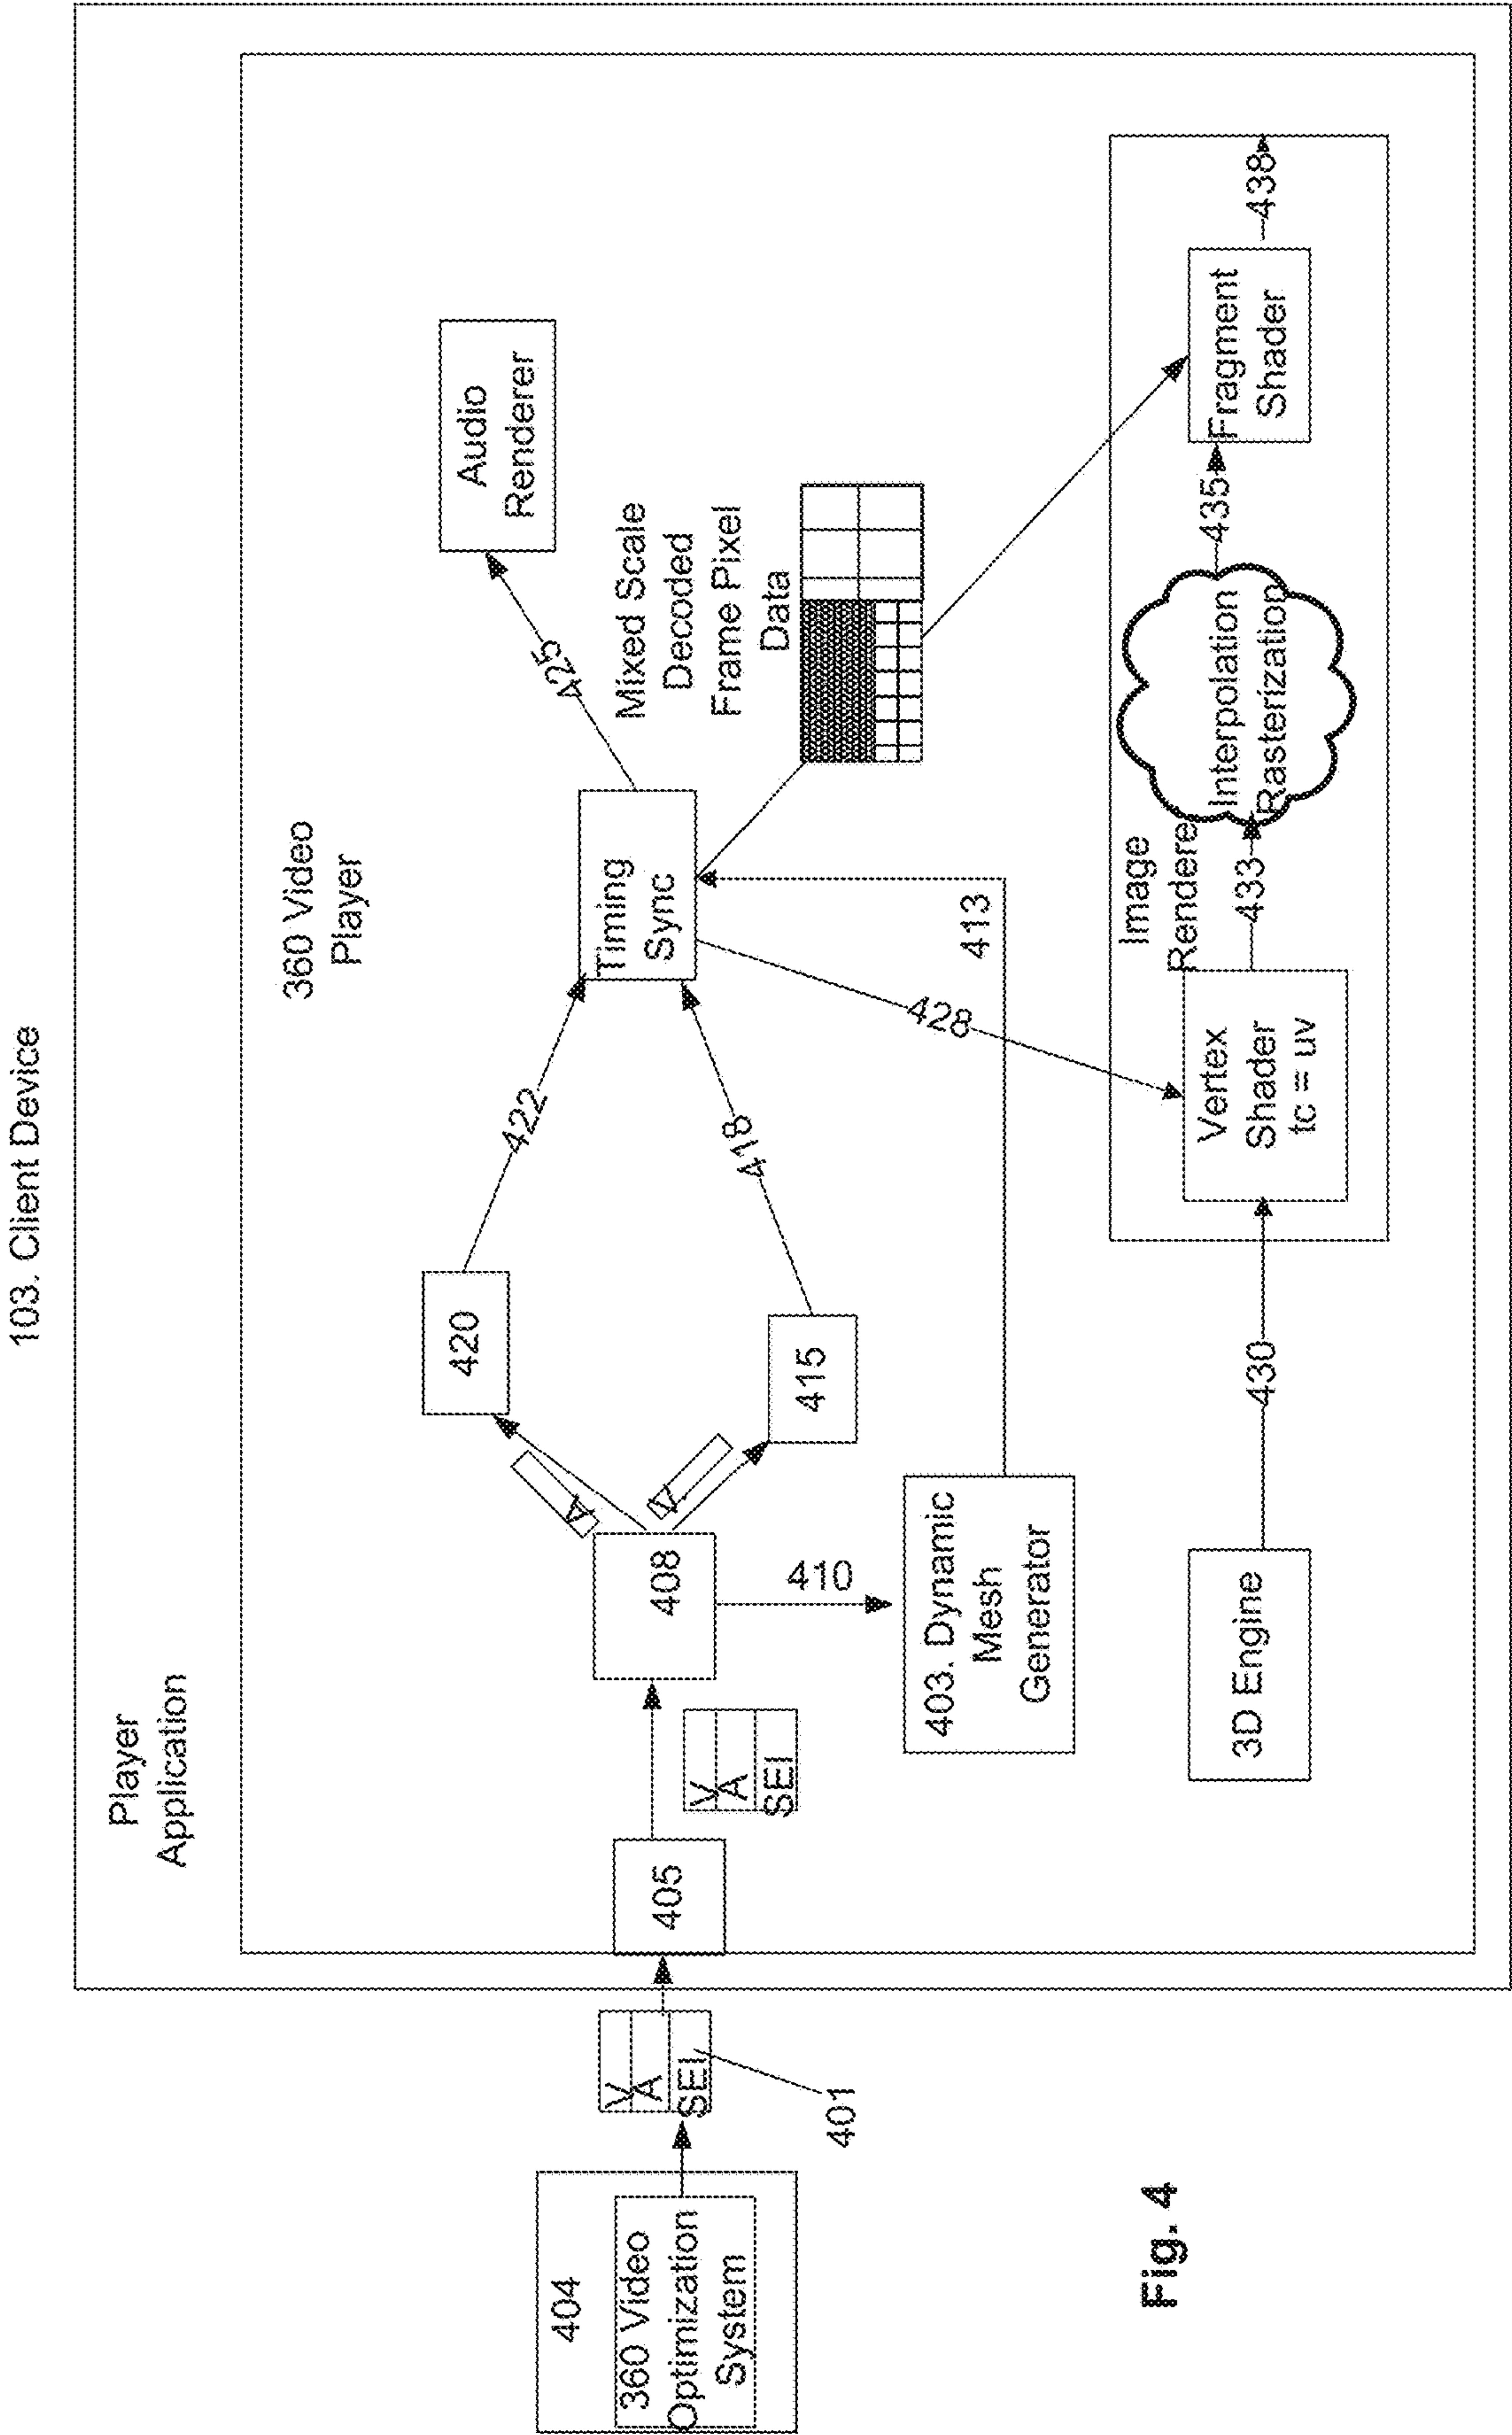 103. Client Device
Player
Application
360 Video
Player
404
360 Video
Optimization
System
V
A
SEI
401
405
V
A
SEI
408
A
V
420
415
422
418
410
403. Dynamic
Mesh
Generator
413
Timing
Sync
425
Audio
Renderer
Mixed Scale
Decoded
Frame Pixel
Data
428
3D Engine
430
Image
Rendere
Vertex
Shader
tc = uv
433
Interpolation
Rasterization
435
Fragment
Shader
438
Fig. 4